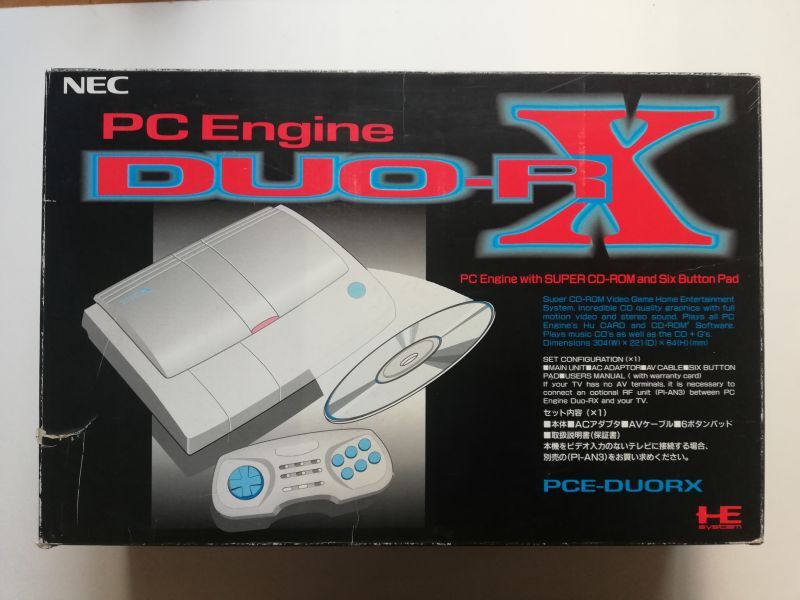 NEC
PC Engine
DUO-RX
PC Engine with SUPER CD-ROM and Six Button Pad
Super CD-ROM Video Game Home Entertainment
System. Incredible CD quality graphics with full
motion video and stereo sound. Plays all PC
Engine's Hu CARD and CD-ROM² Software.
Plays music CD's as well as the CD + G's.
Dimensions 304(W) × 221(D) × 64(H)(mm)
SET CONFIGURATION (×1)
■MAIN UNIT■AC ADAPTOR■AV CABLE■SIX BUTTON
PAD■USERS MANUAL ( with warranty card)
If your TV has no AV terminals, it is necessary to
connect an optional RF unit (PI-AN3) between PC
Engine Duo-RX and your TV.
セット内容 (×1)
■本体■ACアダプタ■AVケーブル■6ボタンパッド
■取扱説明書(保証書)
本機をビデオ入力のないテレビに接続する場合、
別売の(PI-AN3)をお買い求めください。
PCE-DUORX
HE
system